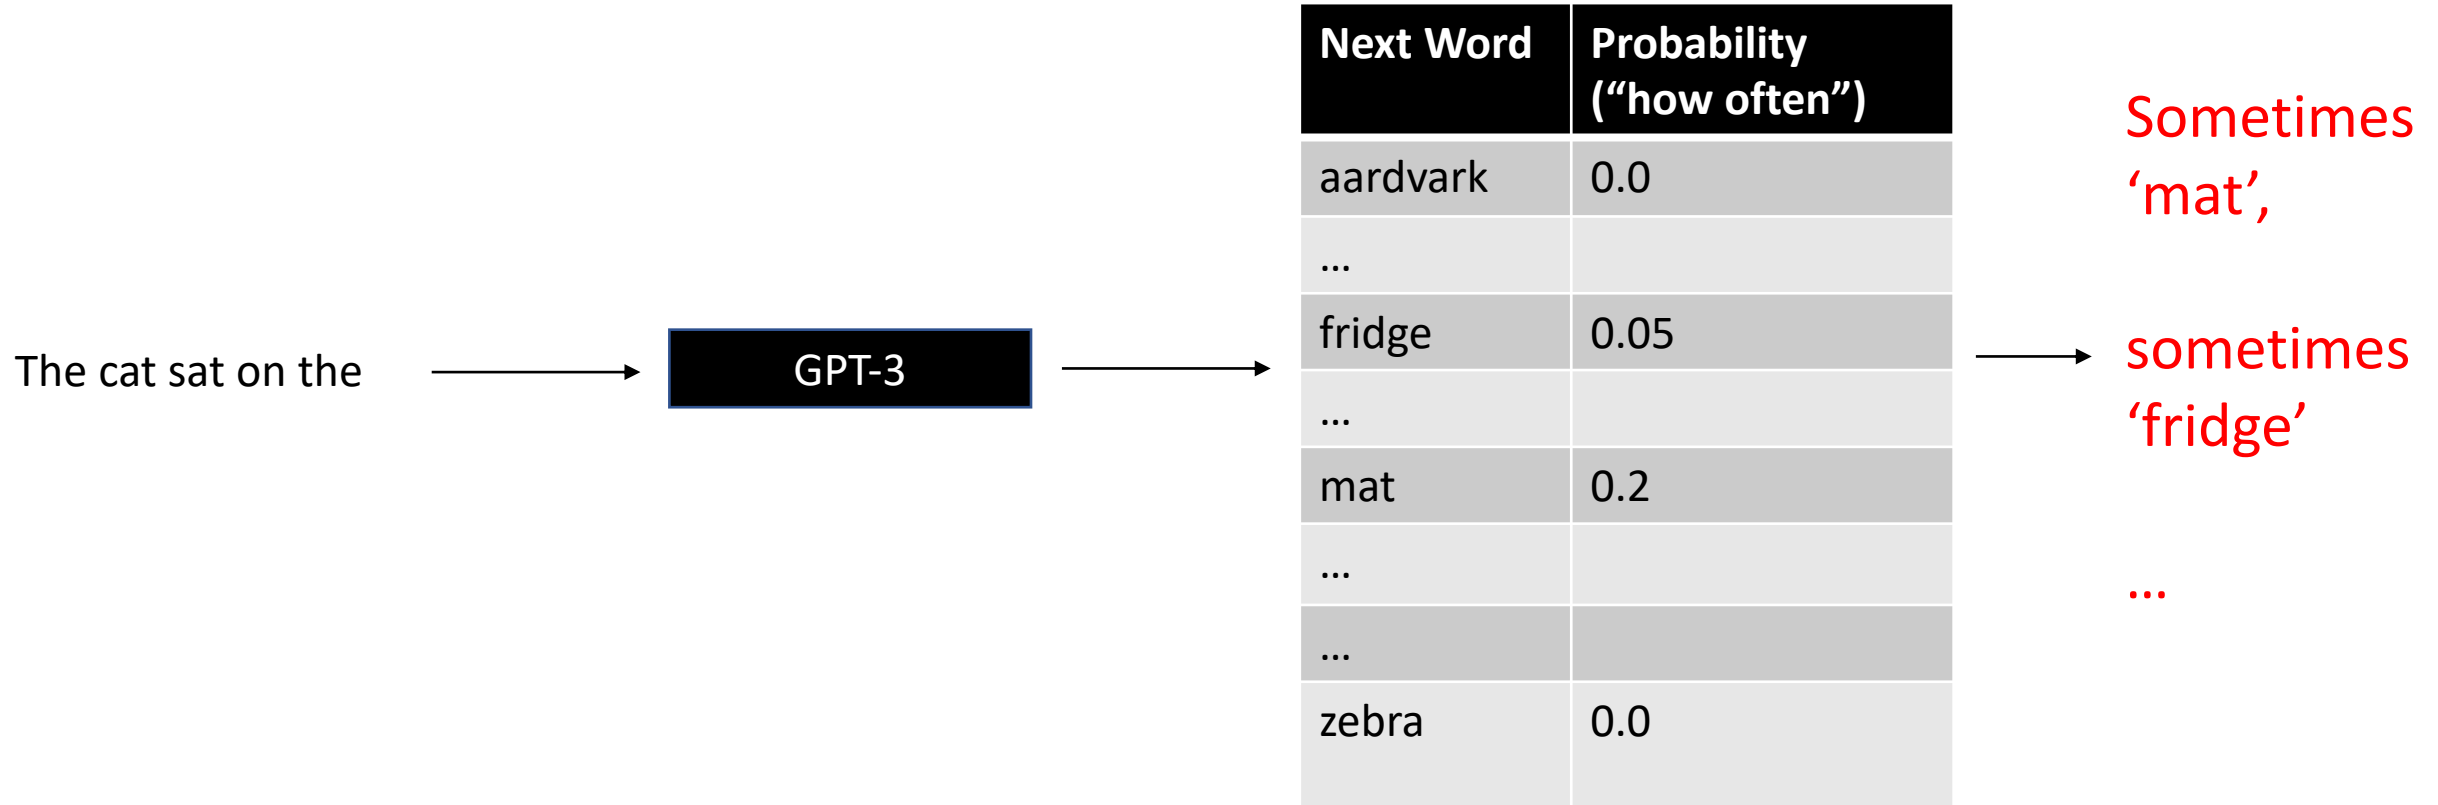 The cat sat on the
GPT-3
Next Word Probability
(“how often”)
aardvark 0.0
...
fridge 0.05
...
mat 0.2
...
...
zebra 0.0
Sometimes
‘mat’,
sometimes
‘fridge’
...